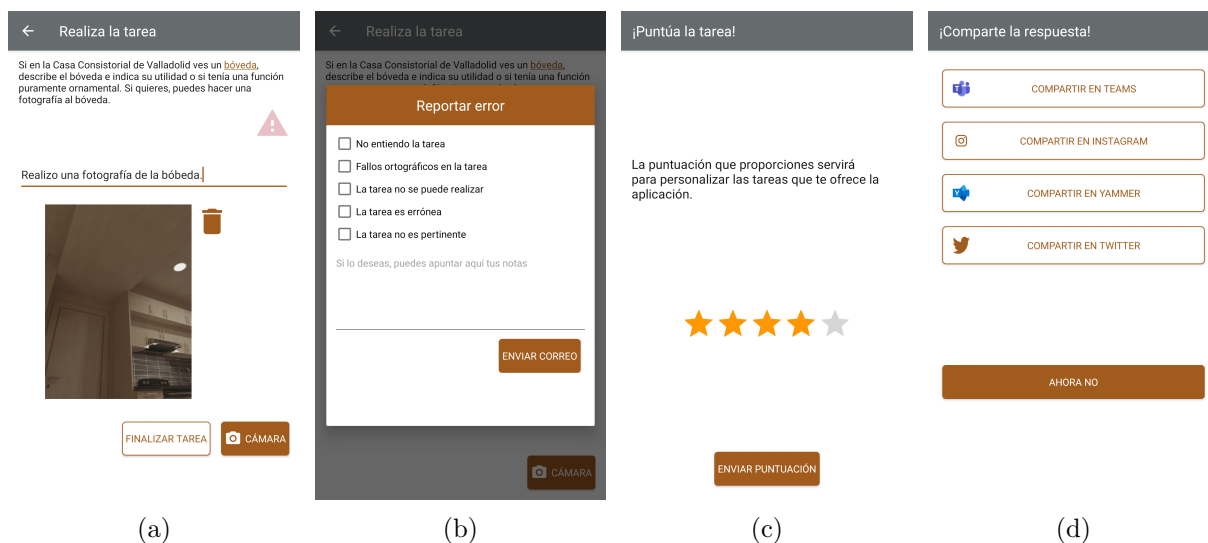 Realiza la tarea
Si en la Casa Consistorial de Valladolid ves un bóveda,
describe el bóveda e indica su utilidad o si tenía una función
puramente ornamental. Si quieres, puedes hacer una
fotografía al bóveda.
Realizo una fotografía de la bóbeda.
FINALIZAR TAREA
CÁMARA
(a)
Realiza la tarea
Si en la Casa Consistorial de Valladolid ves un bóveda,
describe el bóveda e indica su utilidad o si tenía una función
Reportar error
No entiendo la tarea
Fallos ortográficos en la tarea
La tarea no se puede realizar
La tarea es errónea
La tarea no es pertinente
Si lo deseas, puedes apuntar aquí tus notas
ENVIAR CORREO
CÁMARA
(b)
¡Puntúa la tarea!
La puntuación que proporciones servirá
para personalizar las tareas que te ofrece la
aplicación.
ENVIAR PUNTUACIÓN
(c)
¡Comparte la respuesta!
COMPARTIR EN TEAMS
COMPARTIR EN INSTAGRAM
COMPARTIR EN YAMMER
COMPARTIR EN TWITTER
AHORA NO
(d)